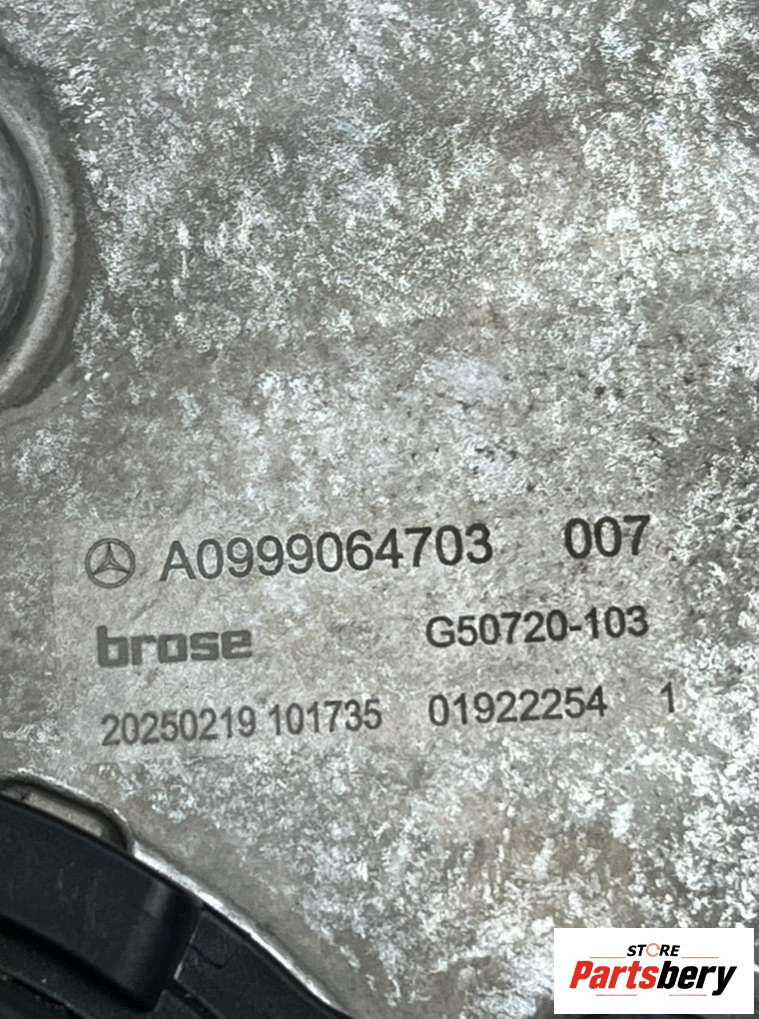 A0999064703 007
brose G50720-103
20250219 101735 01922254 1
STORE
Partsbery